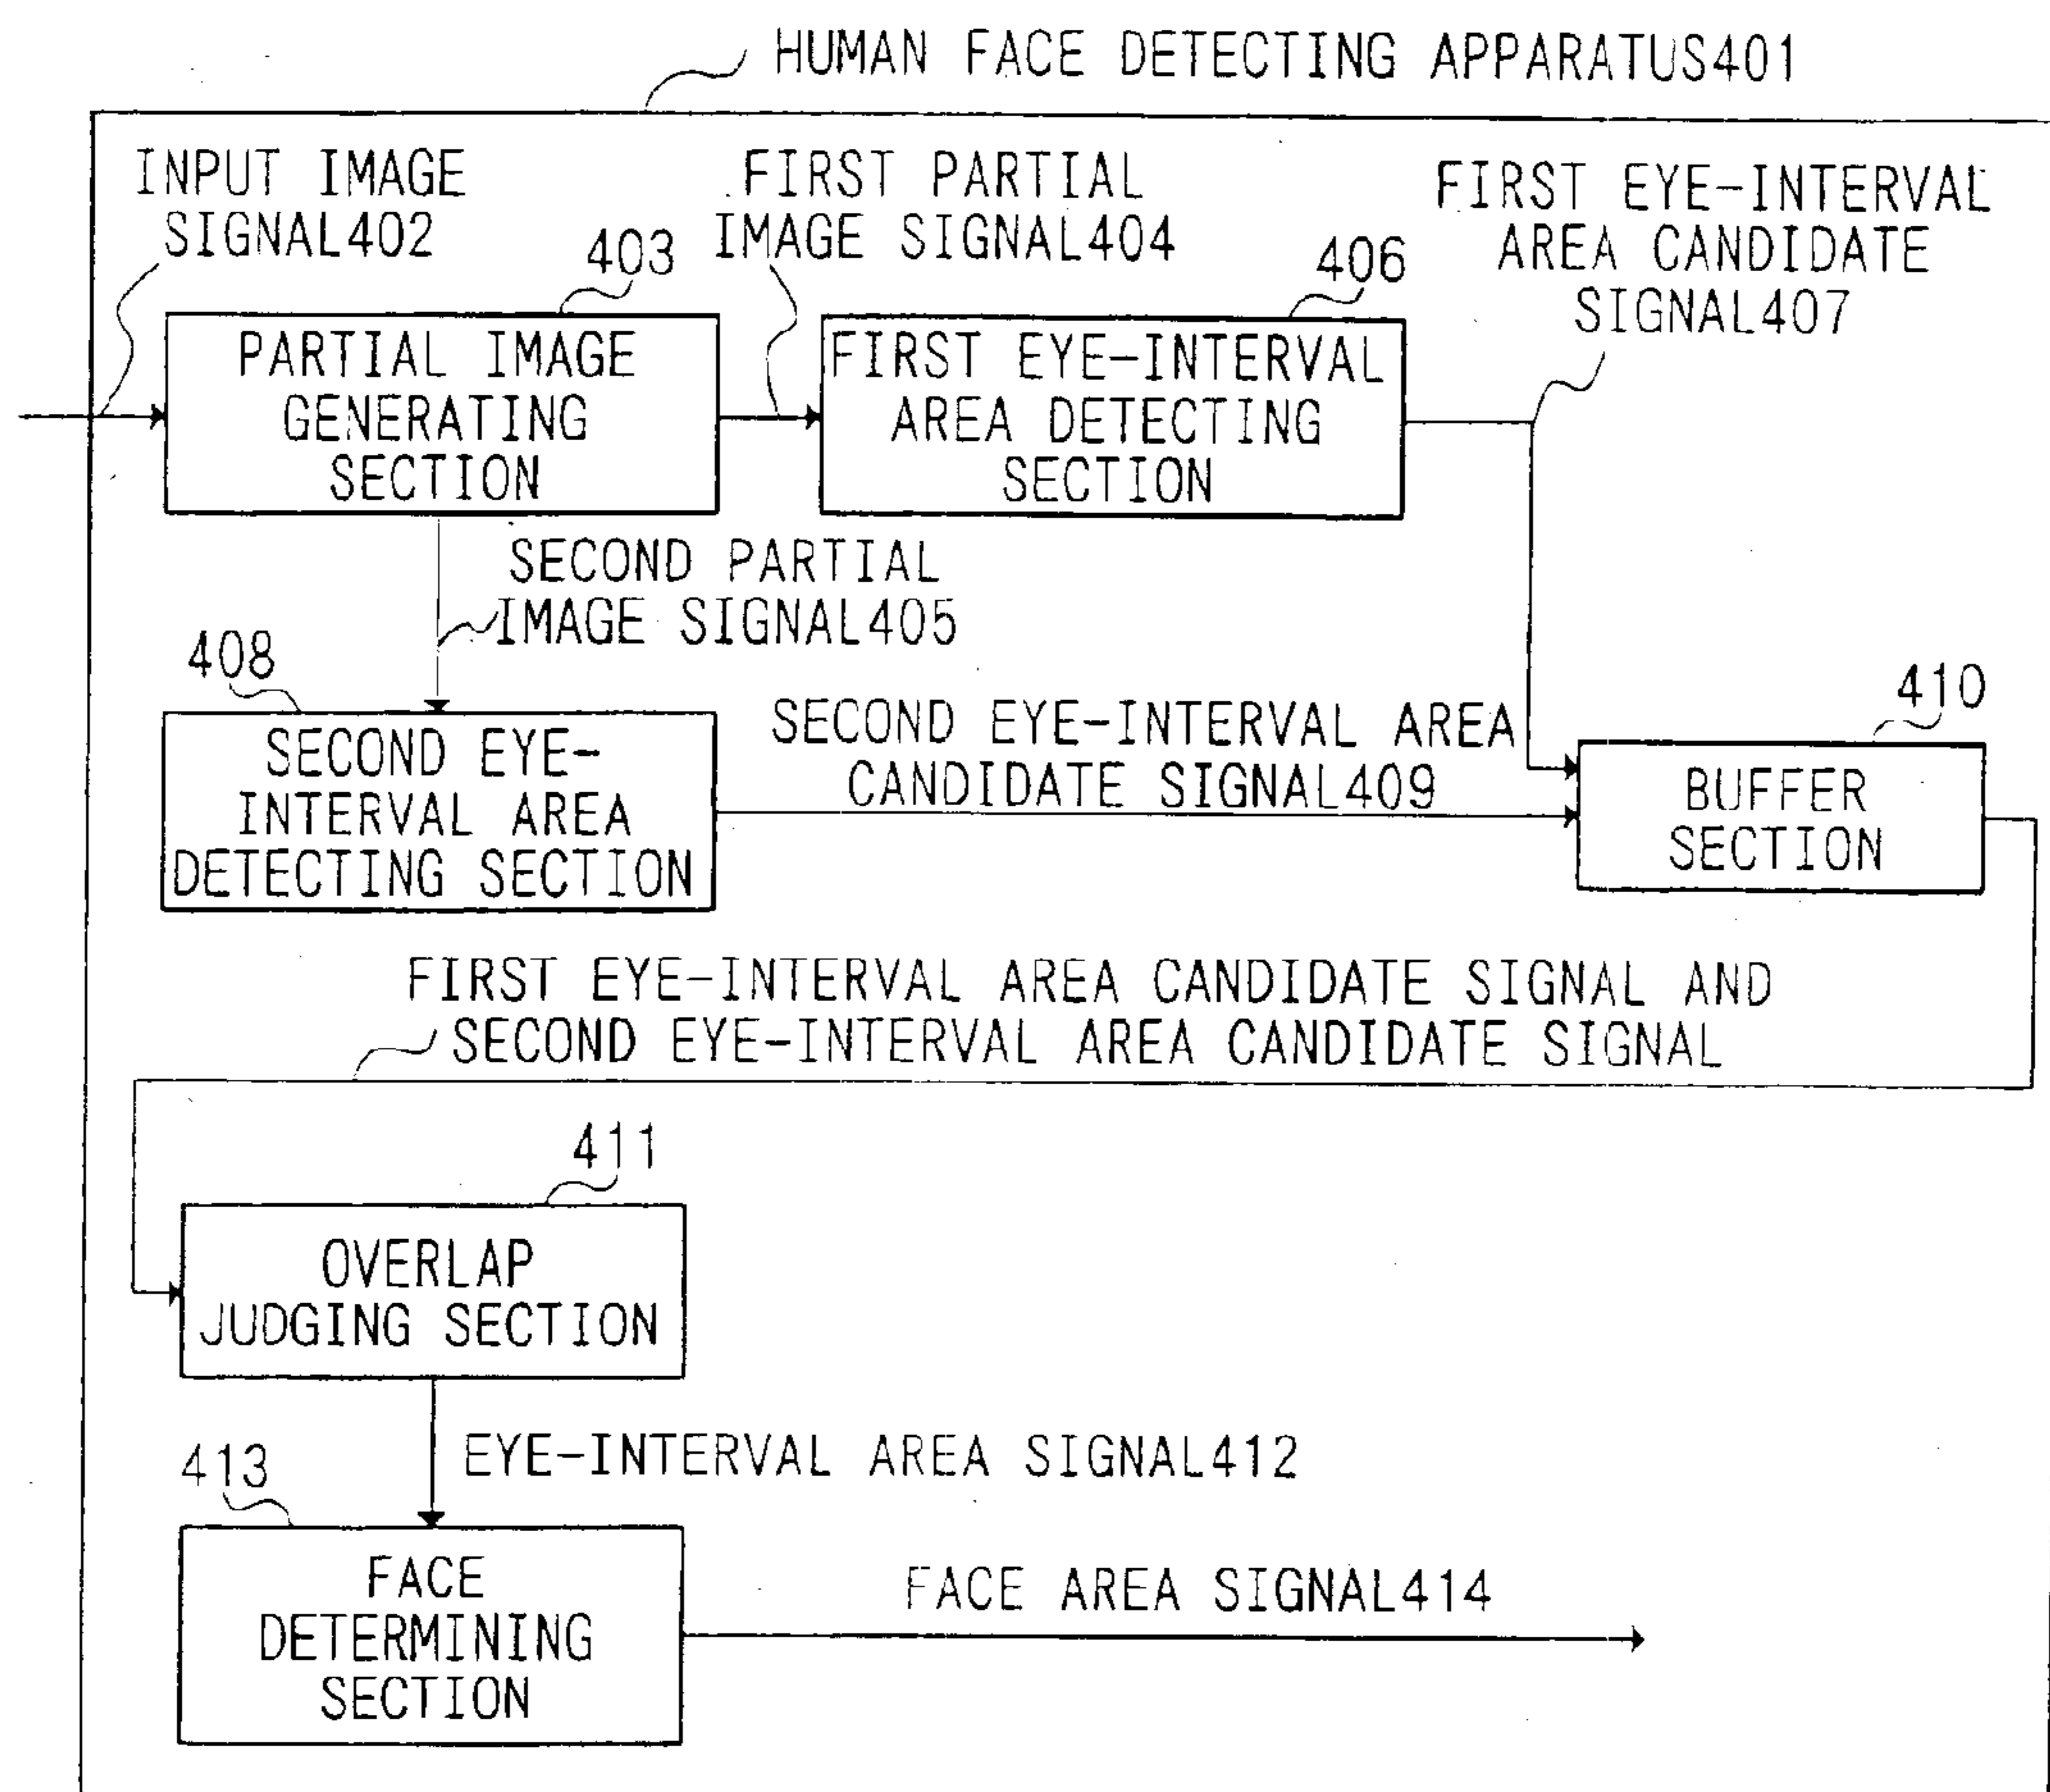 HUMAN FACE DETECTING APPARATUS401
INPUT IMAGE
SIGNAL402
403
FIRST PARTIAL
IMAGE SIGNAL404
406
FIRST EYE-INTERVAL
AREA CANDIDATE
SIGNAL407
PARTIAL IMAGE
GENERATING
SECTION
FIRST EYE-INTERVAL
AREA DETECTING
SECTION
SECOND PARTIAL
IMAGE SIGNAL405
408
SECOND EYE-
INTERVAL AREA
DETECTING SECTION
SECOND EYE-INTERVAL AREA
CANDIDATE SIGNAL409
410
BUFFER
SECTION
FIRST EYE-INTERVAL AREA CANDIDATE SIGNAL AND
SECOND EYE-INTERVAL AREA CANDIDATE SIGNAL
411
OVERLAP
JUDGING SECTION
EYE-INTERVAL AREA SIGNAL412
413
FACE
DETERMINING
SECTION
FACE AREA SIGNAL414